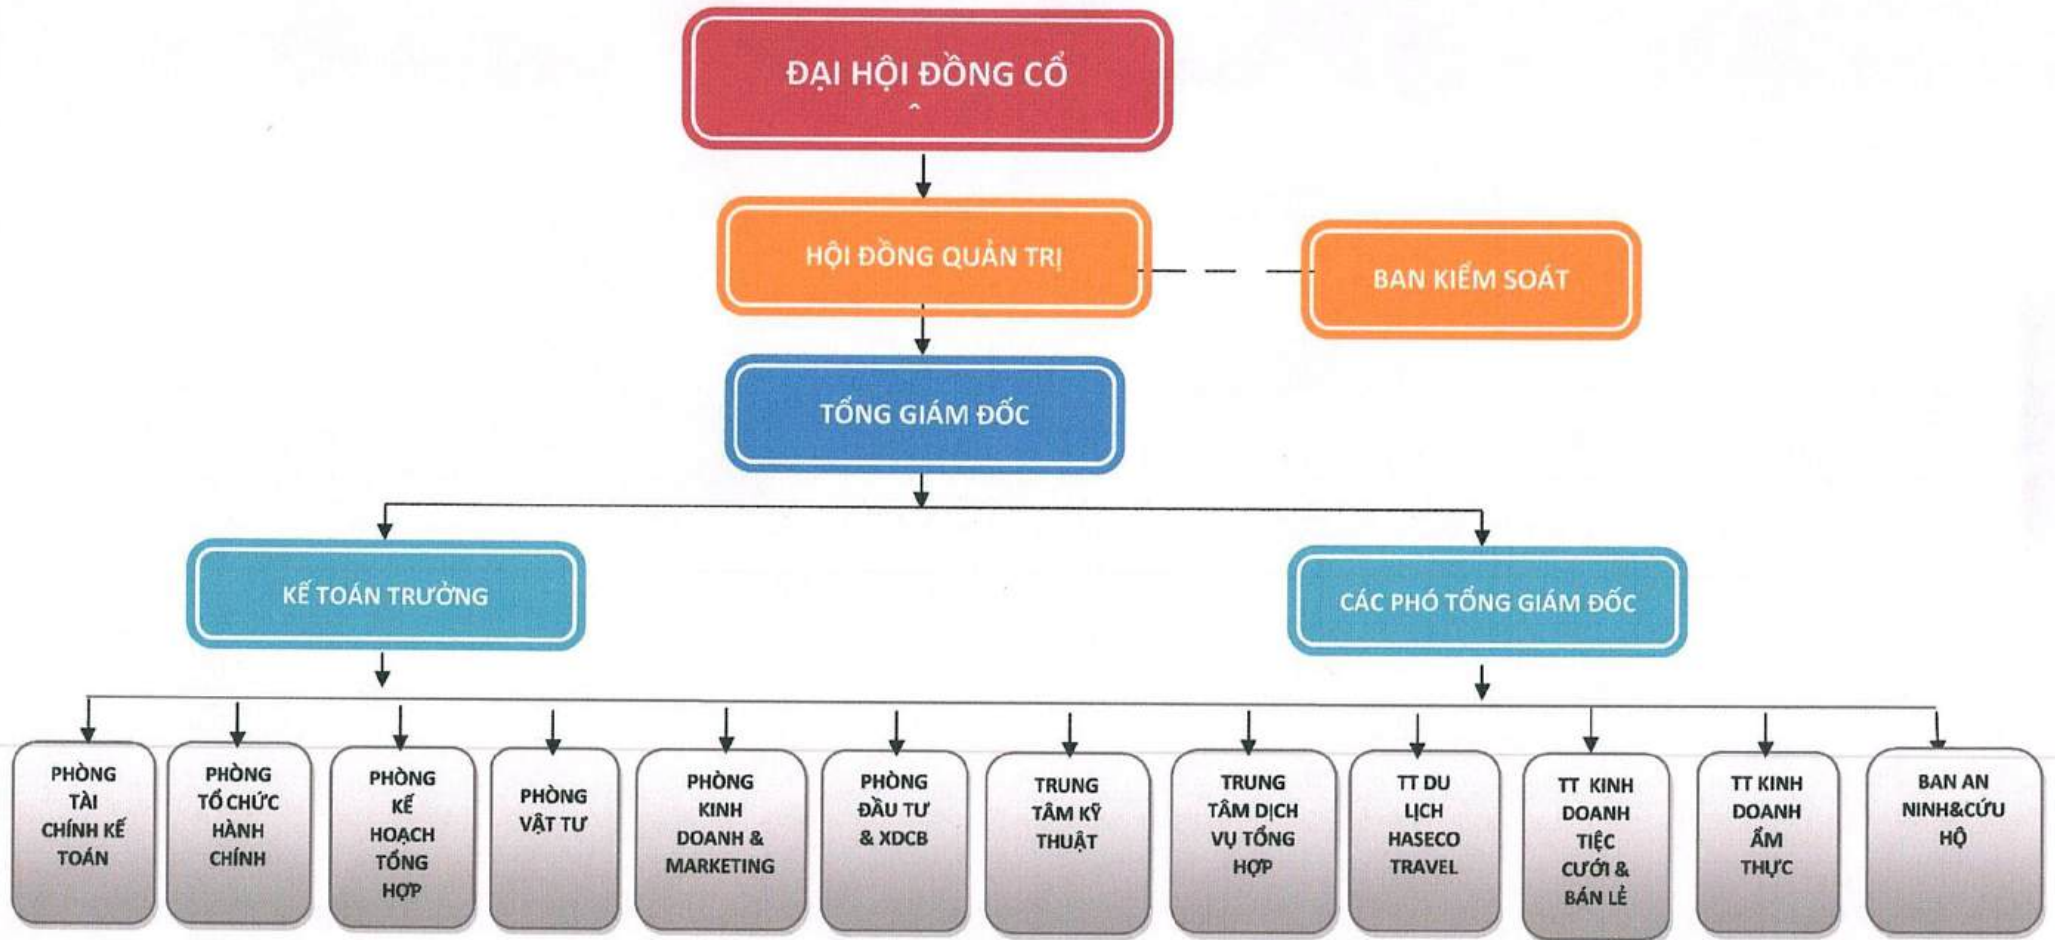 ĐẠI HỘI ĐỒNG CỔ
HỘI ĐỒNG QUẢN TRỊ
BAN KIỂM SOÁT
TỔNG GIÁM ĐỐC
KẾ TOÁN TRƯỞNG
CÁC PHÓ TỔNG GIÁM ĐỐC
PHÒNG
TÀI
CHÍNH KẾ
TOÁN
PHÒNG
TỔ CHỨC
HÀNH
CHÍNH
PHÒNG
KẾ
HOẠCH
TỔNG
HỢP
PHÒNG
VẬT TƯ
PHÒNG
KINH
DOANH &
MARKETING
PHÒNG
ĐẦU TƯ
& XDCB
TRUNG
TÂM KỸ
THUẬT
TRUNG
TÂM DỊCH
VỤ TỔNG
HỢP
TT DU
LỊCH
HASECO
TRAVEL
TT KINH
DOANH
TIỆC
CƯỚI &
BÁN LẺ
TT KINH
DOANH
ẨM
THỰC
BAN AN
NINH&CỨU
HỘ